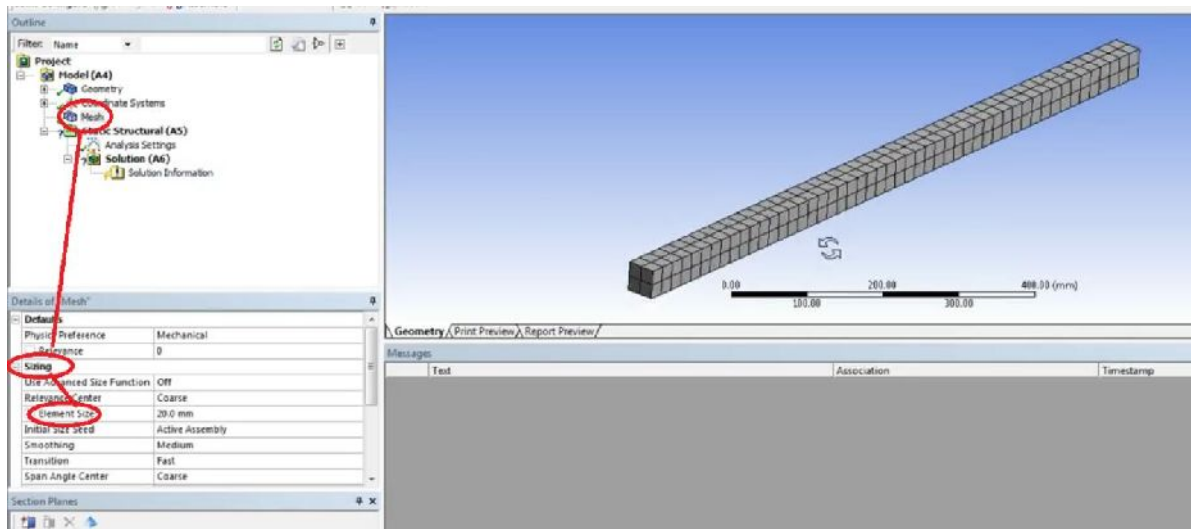 Outline
Filter: Name
Project
Model (A4)
Geometry
Coordinate Systems
Mesh
Static Structural (A5)
Analysis Settings
Solution (A6)
Solution Information
Details of "Mesh"
Defaults
Physics Preference Mechanical
Relevance 0
Sizing
Use Advanced Size Function Off
Relevance Center Coarse
Element Size 20.0 mm
Initial Size Seed Active Assembly
Smoothing Medium
Transition Fast
Span Angle Center Coarse
Section Planes
0.00 200.00 400.00 (mm)
100.00 300.00
Geometry Print Preview Report Preview
Messages
Text Association Timestamp